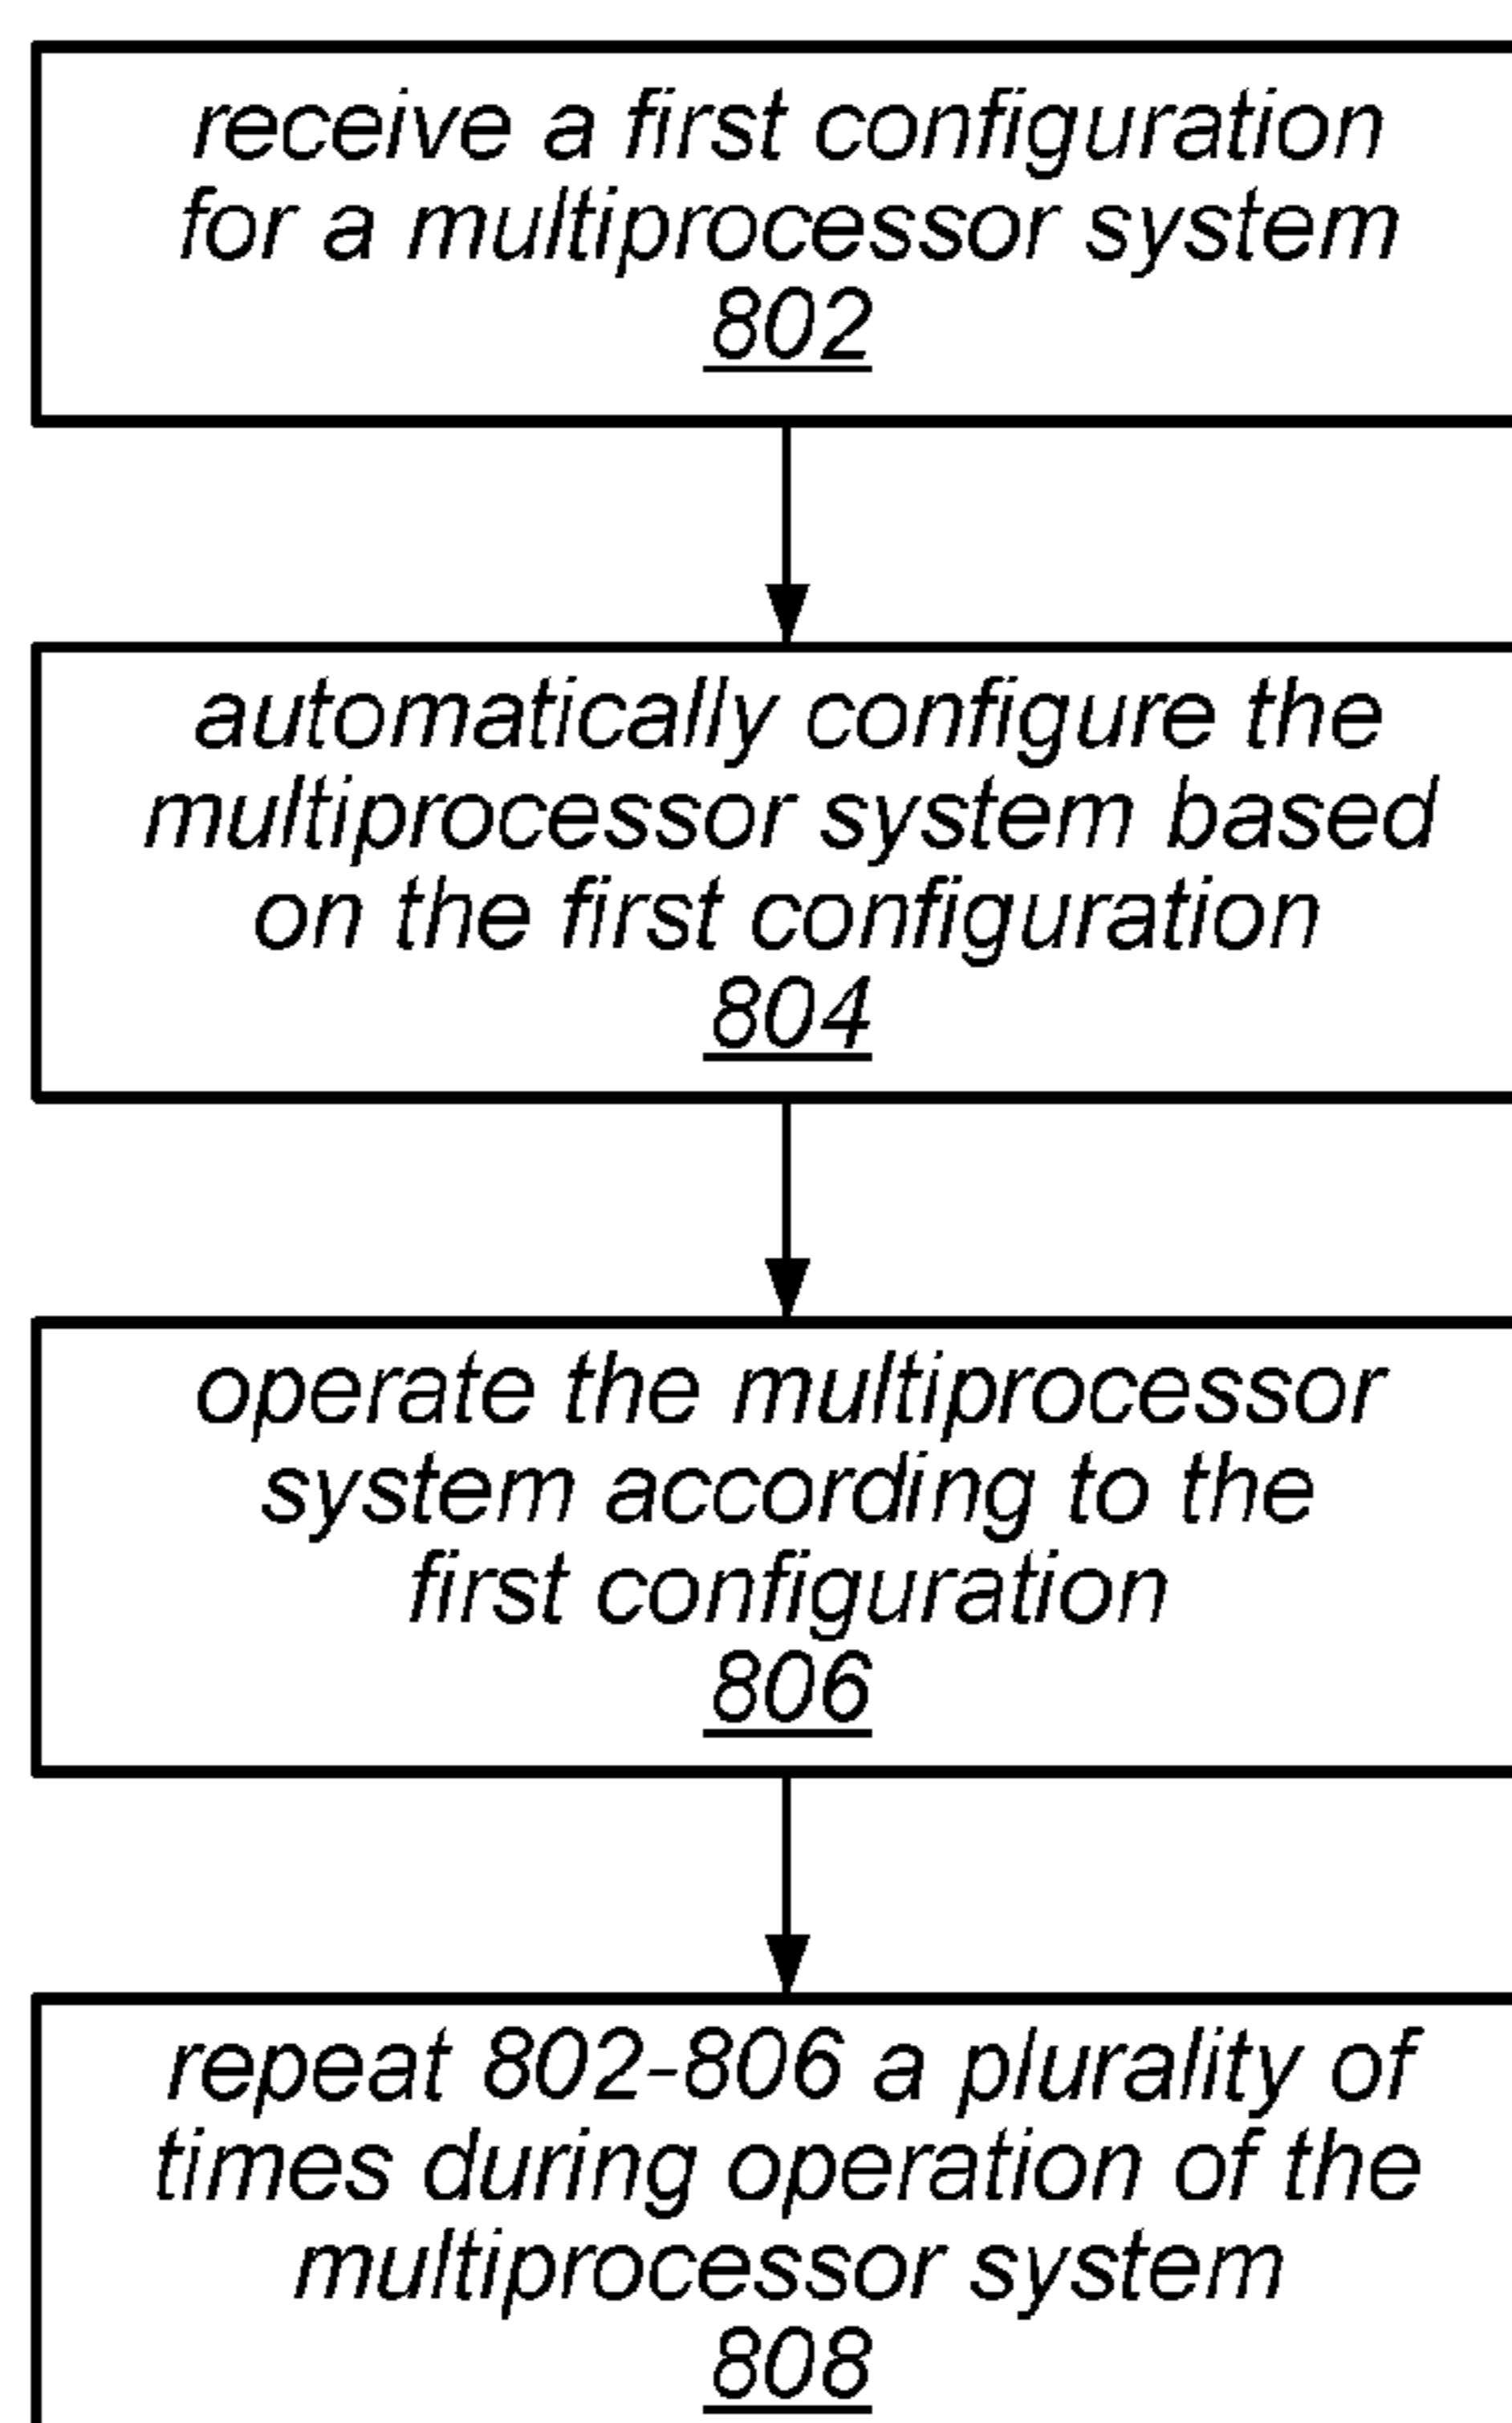 receive a first configuration
for a multiprocessor system
802
automatically configure the
multiprocessor system based
on the first configuration
804
operate the multiprocessor
system according to the
first configuration
806
repeat 802-806 a plurality of
times during operation of the
multiprocessor system
808